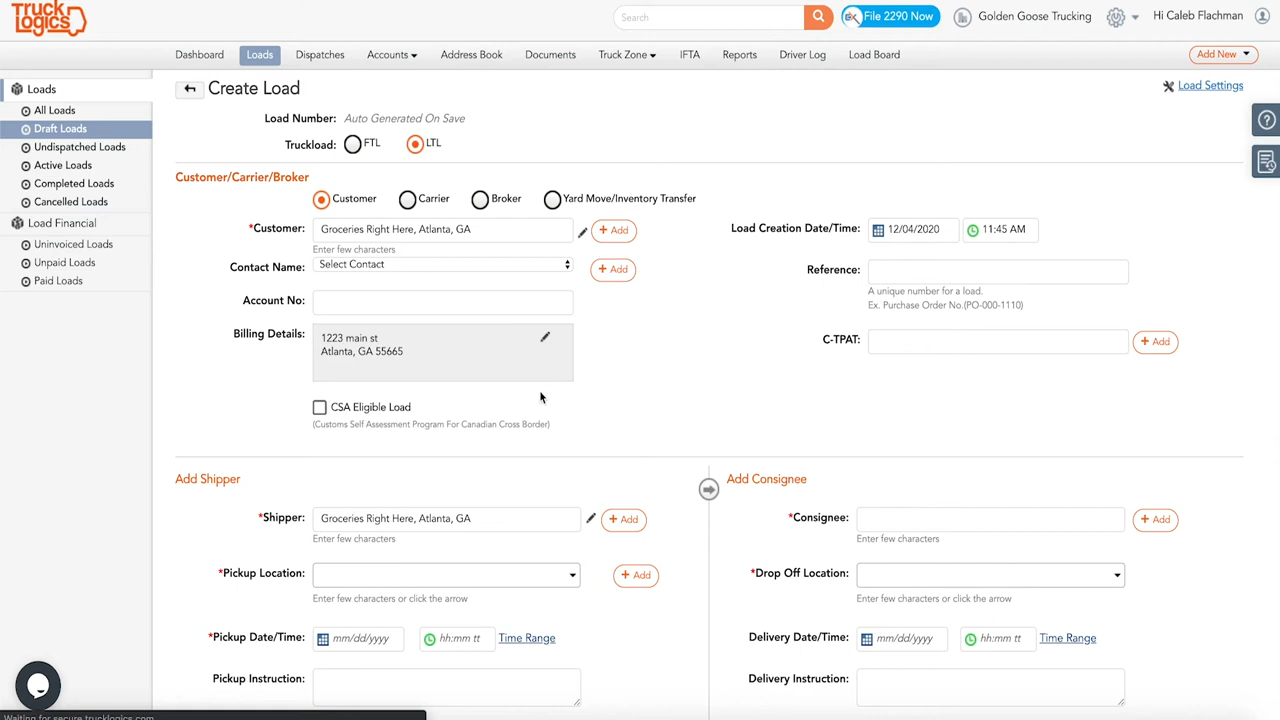 TRUCK LOGICS
Search
File 2290 Now
Golden Goose Trucking
Hi Caleb Flachman
Dashboard Loads Dispatches Accounts Address Book Documents Truck Zone IFTA Reports Driver Log Load Board
Add New
Loads
All Loads
Draft Loads
Undispatched Loads
Active Loads
Completed Loads
Cancelled Loads
Load Financial
Uninvoiced Loads
Unpaid Loads
Paid Loads
Create Load
Load Settings
Load Number: Auto Generated On Save
Truckload: FTL LTL
Customer/Carrier/Broker
Customer Carrier Broker Yard Move/Inventory Transfer
*Customer: Groceries Right Here, Atlanta, GA + Add
Enter few characters
Contact Name: Select Contact + Add
Account No:
Billing Details: 1223 main st
Atlanta, GA 55665
CSA Eligible Load
(Customs Self Assessment Program For Canadian Cross Border)
Load Creation Date/Time: 12/04/2020 11:45 AM
Reference:
A unique number for a load.
Ex. Purchase Order No.(PO-000-1110)
C-TPAT: + Add
Add Shipper
*Shipper: Groceries Right Here, Atlanta, GA + Add
Enter few characters
*Pickup Location: + Add
Enter few characters or click the arrow
*Pickup Date/Time: mm/dd/yyyy hh:mm tt Time Range
Pickup Instruction:
Add Consignee
*Consignee: + Add
Enter few characters
*Drop Off Location:
Enter few characters or click the arrow
Delivery Date/Time: mm/dd/yyyy hh:mm tt Time Range
Delivery Instruction:
Waiting for secure.trucklogics.com